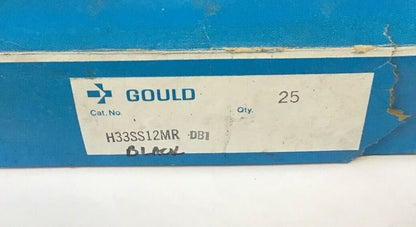 GOULD
Cat. No. Qty. 25
H33SS12MR DB1
BLACK